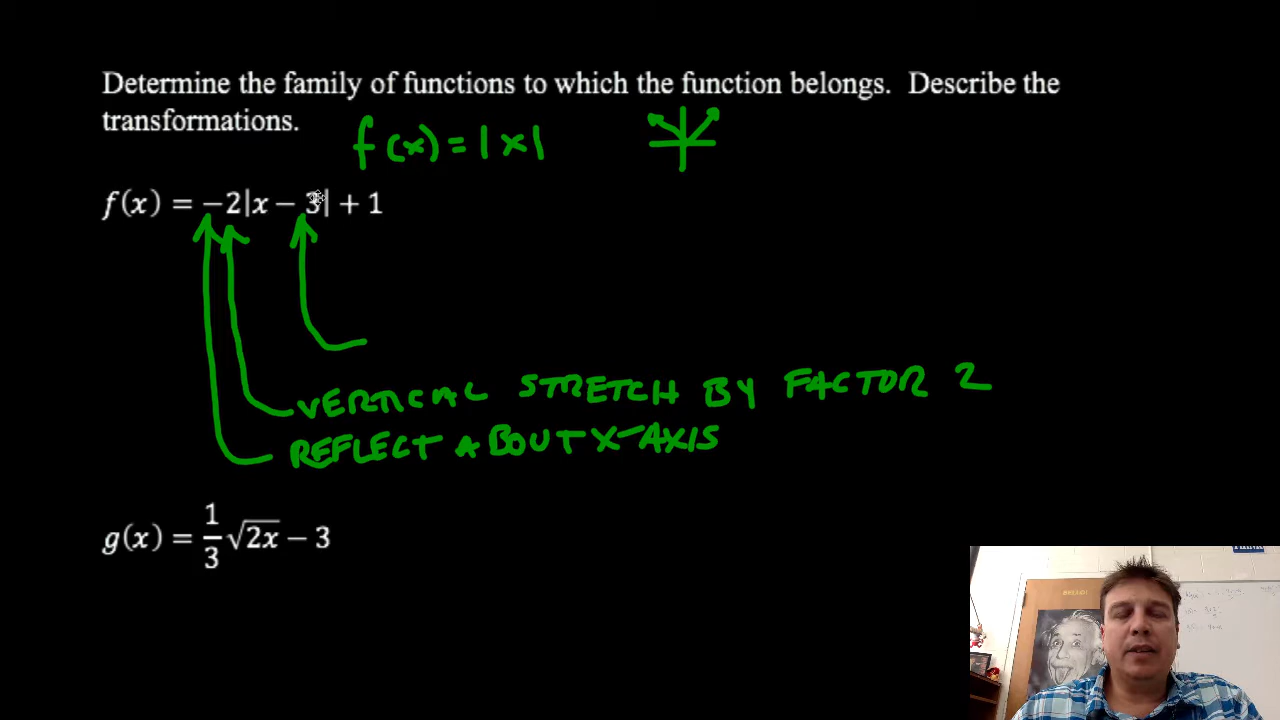 Determine the family of functions to which the function belongs.  Describe the
transformations.
f(x) = |x|
f(x) = −2|x − 3| + 1
VERTICAL STRETCH BY FACTOR 2
REFLECT ABOUT X-AXIS
g(x) = 1/3 √2x − 3